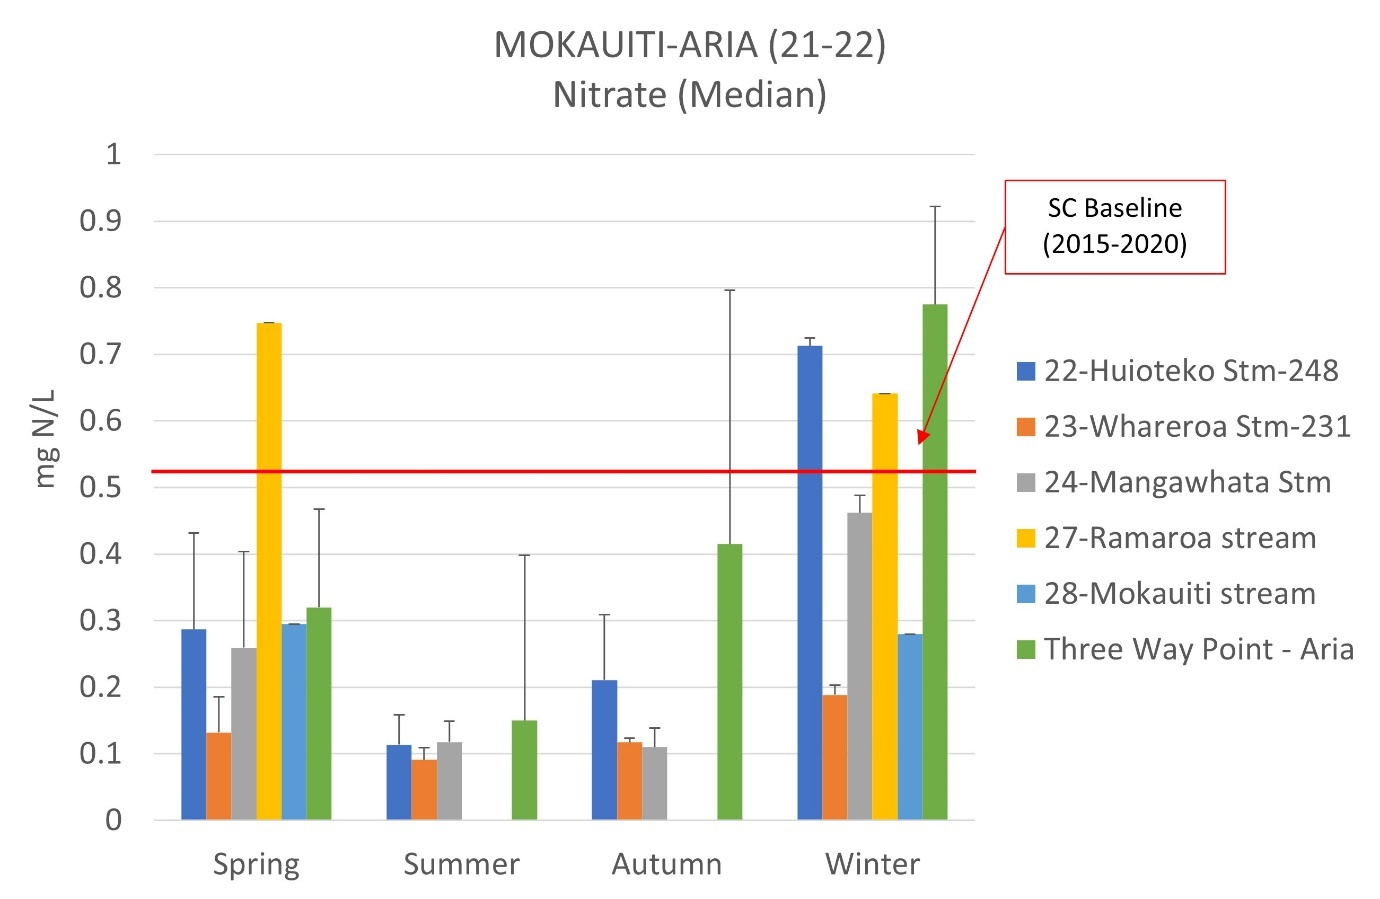 MOKAUITI-ARIA (21-22)
Nitrate (Median)
1
0.9
0.8
0.7
0.6
0.5
0.4
0.3
0.2
0.1
0
mg N/L
Spring
Summer
Autumn
Winter
SC Baseline
(2015-2020)
22-Huioteko Stm-248
23-Whareroa Stm-231
24-Mangawhata Stm
27-Ramaroa stream
28-Mokauiti stream
Three Way Point - Aria